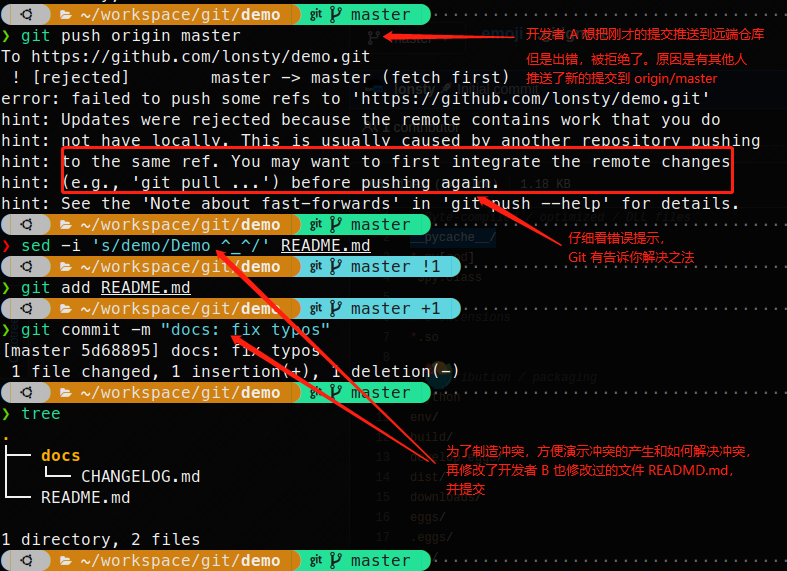 ~/workspace/git/demo git master
❯ git push origin master
开发者 A 想把刚才的提交推送到远端仓库
To https://github.com/lonsty/demo.git
但是出错，被拒绝了。原因是有其他人
! [rejected] master -> master (fetch first)
推送了新的提交到 origin/master
error: failed to push some refs to 'https://github.com/lonsty/demo.git'
hint: Updates were rejected because the remote contains work that you do
hint: not have locally. This is usually caused by another repository pushing
hint: to the same ref. You may want to first integrate the remote changes
hint: (e.g., 'git pull ...') before pushing again.
hint: See the 'Note about fast-forwards' in 'git push --help' for details.
~/workspace/git/demo git master
仔细看错误提示，
❯ sed -i 's/demo/Demo ^_^/' README.md
Git 有告诉你解决之法
~/workspace/git/demo git master !1
❯ git add README.md
~/workspace/git/demo git master +1
❯ git commit -m "docs: fix typos"
[master 5d68895] docs: fix typos
1 file changed, 1 insertion(+), 1 deletion(-)
~/workspace/git/demo git master
❯ tree
.
├── docs
│   └── CHANGELOG.md
└── README.md
为了制造冲突，方便演示冲突的产生和如何解决冲突，
再修改了开发者 B 也修改过的文件 READMD.md，
并提交
1 directory, 2 files
~/workspace/git/demo git master